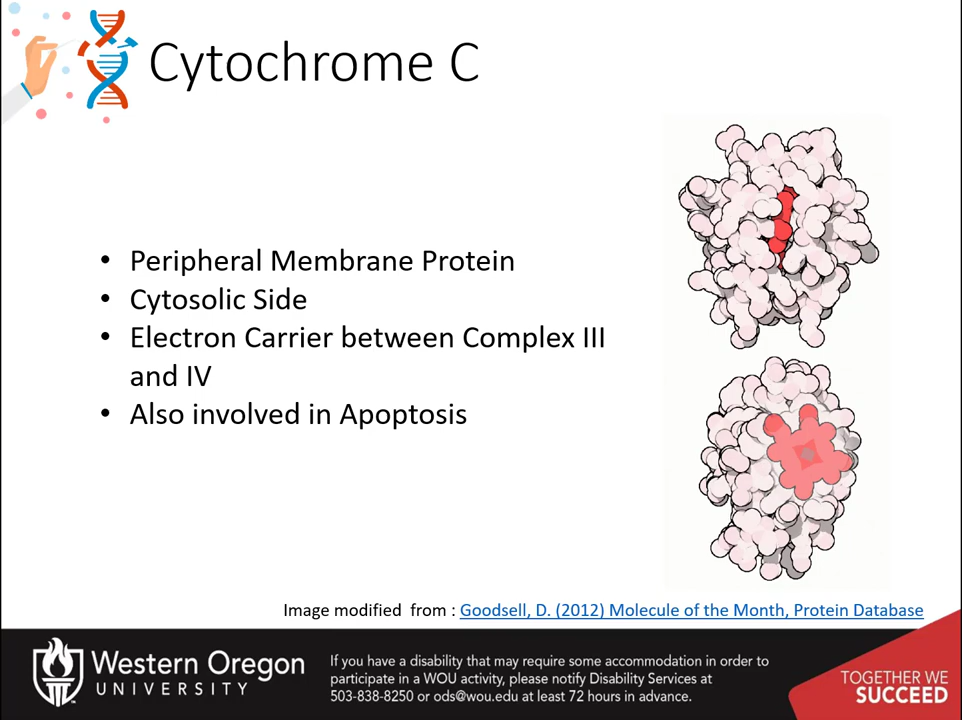 Cytochrome C
• Peripheral Membrane Protein
• Cytosolic Side
• Electron Carrier between Complex III
and IV
• Also involved in Apoptosis
Image modified from : Goodsell, D. (2012) Molecule of the Month, Protein Database
Western Oregon
UNIVERSITY
If you have a disability that may require some accommodation in order to
participate in a WOU activity, please notify Disability Services at
503-838-8250 or ods@wou.edu at least 72 hours in advance.
TOGETHER WE
SUCCEED